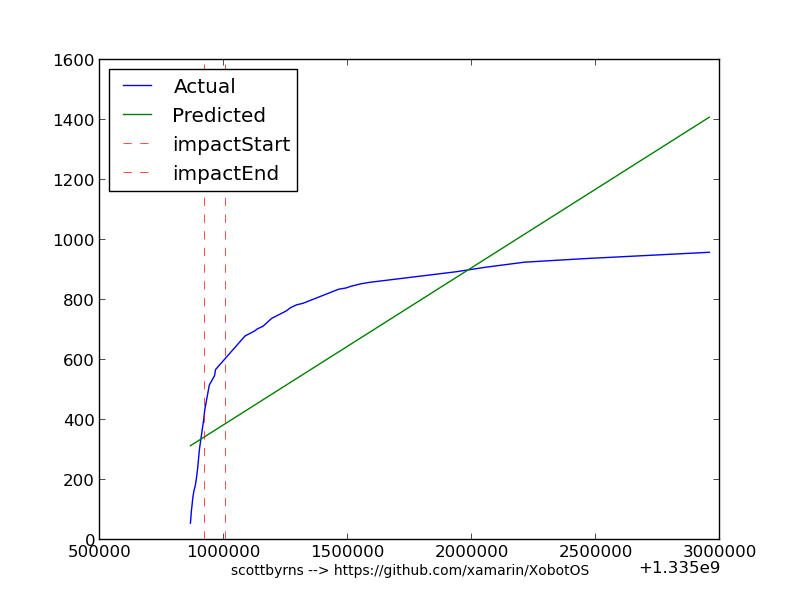 1600
1400
1200
1000
800
600
400
200
0
Actual
Predicted
impactStart
impactEnd
500000 1000000 1500000 2000000 2500000 3000000
+1.335e9
scottbyrns --> https://github.com/xamarin/XobotOS